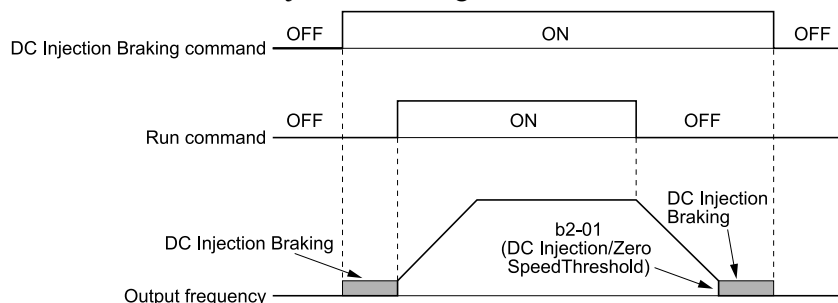 OFF
ON
OFF
DC Injection Braking command
OFF
ON
OFF
Run command
DC Injection Braking
b2-01
(DC Injection/Zero
SpeedThreshold)
DC Injection
Braking
Output frequency